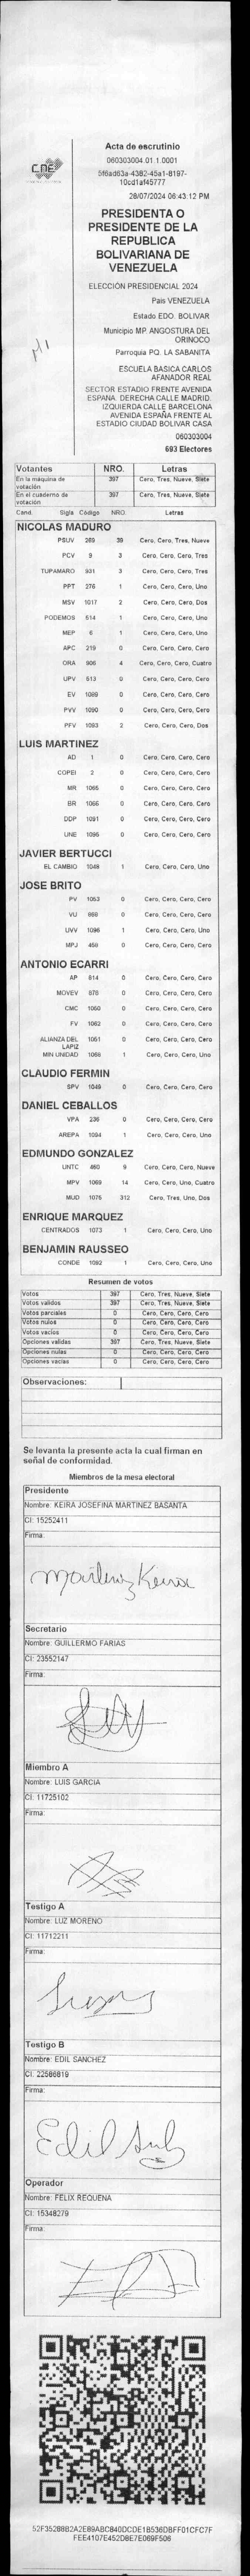 Acta de escrutinio
CNE
060303004.01.1.0001
5f6ad63a-4382-45a1-8197-
10cd1af45777
28/07/2024 06:43:12 PM
PRESIDENTA O
PRESIDENTE DE LA
REPUBLICA
BOLIVARIANA DE
VENEZUELA
ELECCIÓN PRESIDENCIAL 2024
País VENEZUELA
Estado EDO. BOLIVAR
Municipio MP. ANGOSTURA DEL
ORINOCO
Parroquia PQ. LA SABANITA
ESCUELA BASICA CARLOS
AFANADOR REAL
SECTOR ESTADIO FRENTE AVENIDA
ESPANA. DERECHA CALLE MADRID.
IZQUIERDA CALLE BARCELONA
AVENIDA ESPAÑA FRENTE AL
ESTADIO CIUDAD BOLIVAR CASA
060303004
693 Electores
Votantes NRO. Letras
En la máquina de votación 397 Cero, Tres, Nueve, Siete
En el cuaderno de votación 397 Cero, Tres, Nueve, Siete
Cand. Sigla Código NRO. Letras
NICOLAS MADURO
PSUV 269 39 Cero, Cero, Tres, Nueve
PCV 9 3 Cero, Cero, Cero, Tres
TUPAMARO 931 3 Cero, Cero, Cero, Tres
PPT 276 1 Cero, Cero, Cero, Uno
MSV 1017 2 Cero, Cero, Cero, Dos
PODEMOS 514 1 Cero, Cero, Cero, Uno
MEP 6 1 Cero, Cero, Cero, Uno
APC 219 0 Cero, Cero, Cero, Cero
ORA 906 4 Cero, Cero, Cero, Cuatro
UPV 513 0 Cero, Cero, Cero, Cero
EV 1089 0 Cero, Cero, Cero, Cero
PVV 1090 0 Cero, Cero, Cero, Cero
PFV 1093 2 Cero, Cero, Cero, Dos
LUIS MARTINEZ
AD 1 0 Cero, Cero, Cero, Cero
COPEI 2 0 Cero, Cero, Cero, Cero
MR 1065 0 Cero, Cero, Cero, Cero
BR 1066 0 Cero, Cero, Cero, Cero
DDP 1091 0 Cero, Cero, Cero, Cero
UNE 1095 0 Cero, Cero, Cero, Cero
JAVIER BERTUCCI
EL CAMBIO 1048 1 Cero, Cero, Cero, Uno
JOSE BRITO
PV 1053 0 Cero, Cero, Cero, Cero
VU 868 0 Cero, Cero, Cero, Cero
UVV 1096 1 Cero, Cero, Cero, Uno
MPJ 458 0 Cero, Cero, Cero, Cero
ANTONIO ECARRI
AP 614 0 Cero, Cero, Cero, Cero
MOVEV 876 0 Cero, Cero, Cero, Cero
CMC 1050 0 Cero, Cero, Cero, Cero
FV 1062 0 Cero, Cero, Cero, Cero
ALIANZA DEL LAPIZ 1051 0 Cero, Cero, Cero, Cero
MIN UNIDAD 1068 1 Cero, Cero, Cero, Uno
CLAUDIO FERMIN
SPV 1049 0 Cero, Cero, Cero, Cero
DANIEL CEBALLOS
VPA 236 0 Cero, Cero, Cero, Cero
AREPA 1094 1 Cero, Cero, Cero, Uno
EDMUNDO GONZALEZ
UNTC 460 9 Cero, Cero, Cero, Nueve
MPV 1069 14 Cero, Cero, Uno, Cuatro
MUD 1075 312 Cero, Tres, Uno, Dos
ENRIQUE MARQUEZ
CENTRADOS 1073 1 Cero, Cero, Cero, Uno
BENJAMIN RAUSSEO
CONDE 1092 1 Cero, Cero, Cero, Uno
Resumen de votos
Votos 397 Cero, Tres, Nueve, Siete
Votos validos 397 Cero, Tres, Nueve, Siete
Votos parciales 0 Cero, Cero, Cero, Cero
Votos nulos 0 Cero, Cero, Cero, Cero
Votos vacios 0 Cero, Cero, Cero, Cero
Opciones validas 397 Cero, Tres, Nueve, Siete
Opciones nulas 0 Cero, Cero, Cero, Cero
Opciones vacias 0 Cero, Cero, Cero, Cero
Observaciones:
Se levanta la presente acta la cual firman en
señal de conformidad.
Miembros de la mesa electoral
Presidente
Nombre: KEIRA JOSEFINA MARTINEZ BASANTA
CI: 15252411
Firma:
Martinez Keira
Secretario
Nombre: GUILLERMO FARIAS
CI: 23552147
Firma:
Miembro A
Nombre: LUIS GARCIA
CI: 11725102
Firma:
Testigo A
Nombre: LUZ MORENO
CI: 11712211
Firma:
Testigo B
Nombre: EDIL SANCHEZ
CI: 22586819
Firma:
Edil
Operador
Nombre: FELIX REQUENA
CI: 15348279
Firma:
52F35288B2A2E89ABC840DCDE1B536DBFF01CFC7F
FEE4107E452D8E7E069F506